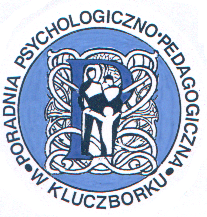 PORADNIA PSYCHOLOGICZNO-PEDAGOGICZNA
W KLUCZBORKU
P